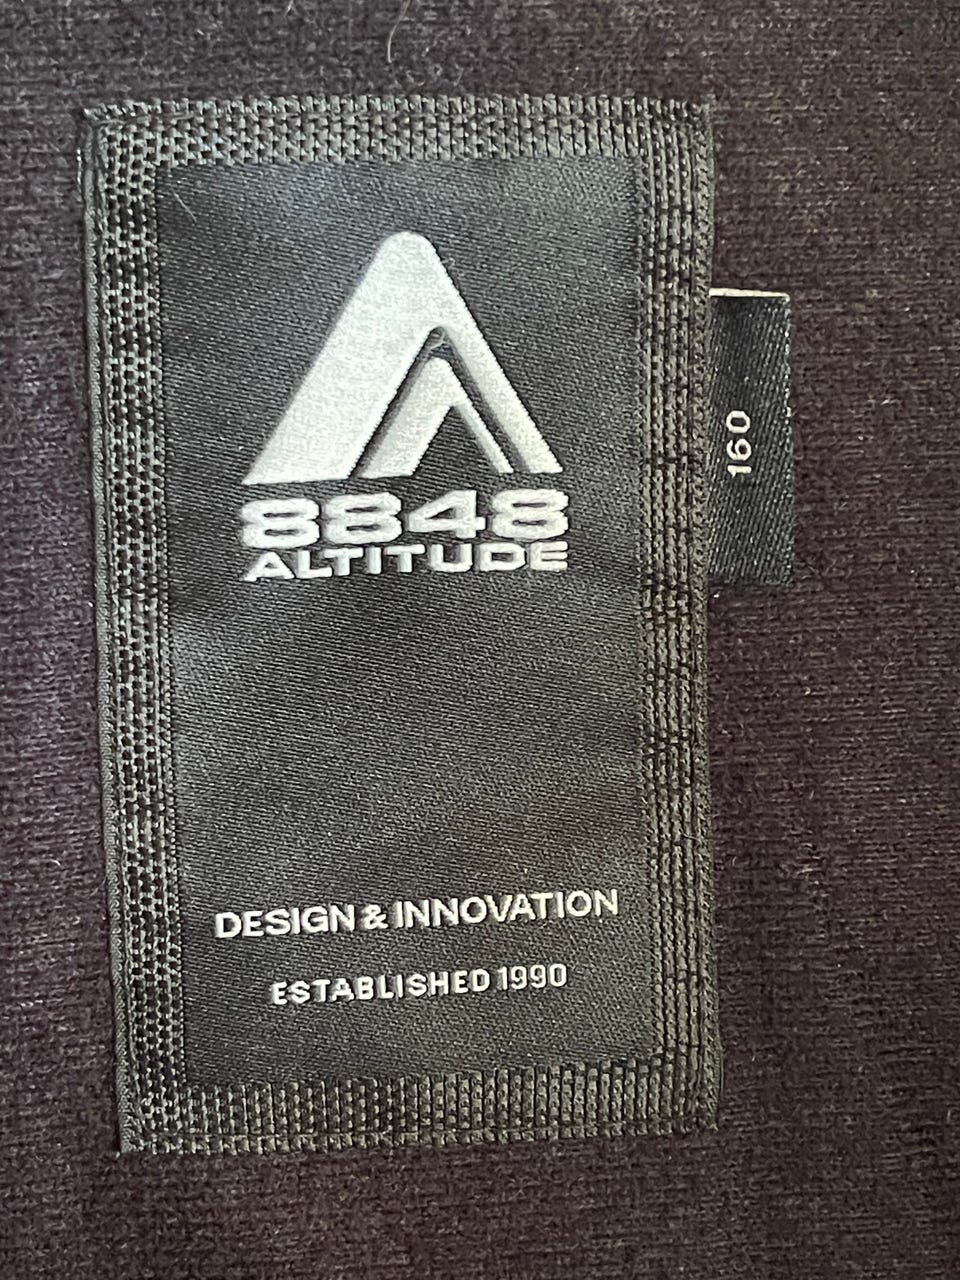 8848
ALTITUDE
160
DESIGN & INNOVATION
ESTABLISHED 1990